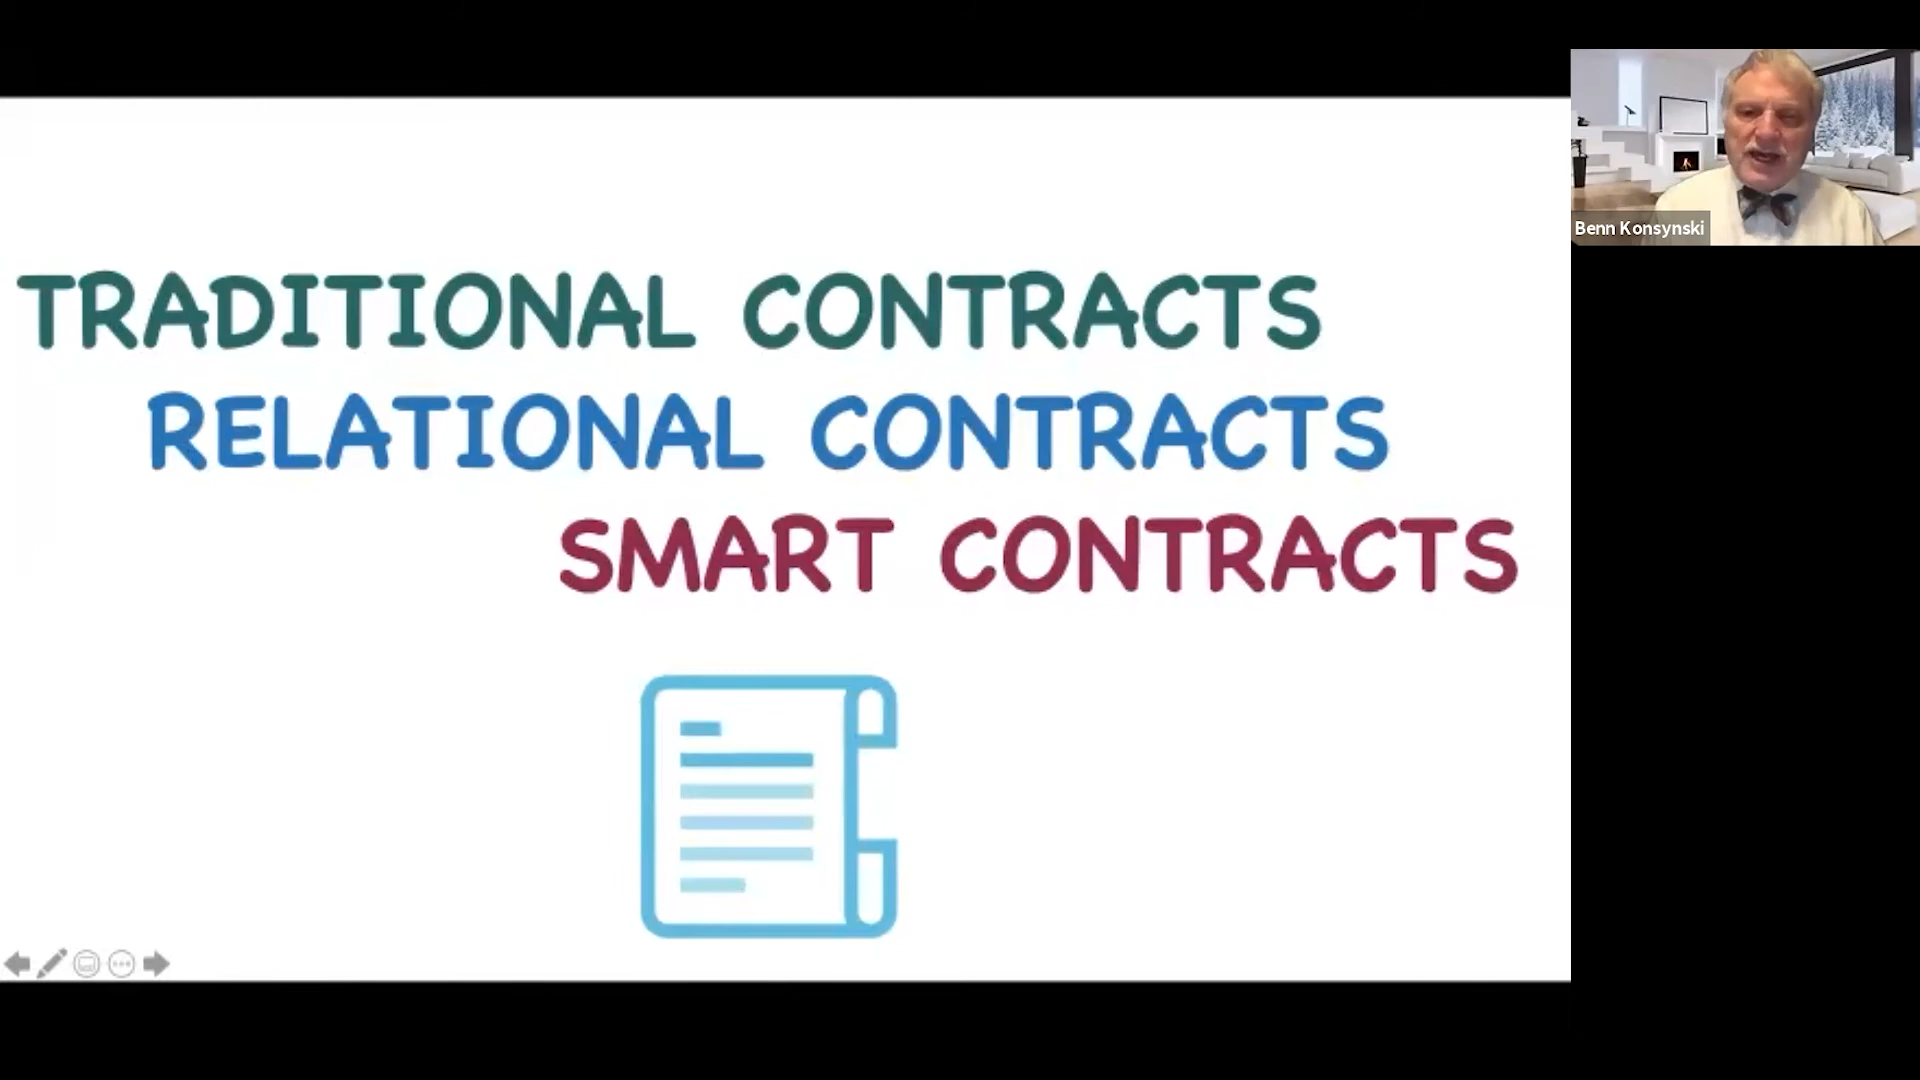 TRADITIONAL CONTRACTS
RELATIONAL CONTRACTS
SMART CONTRACTS
Benn Konsynski